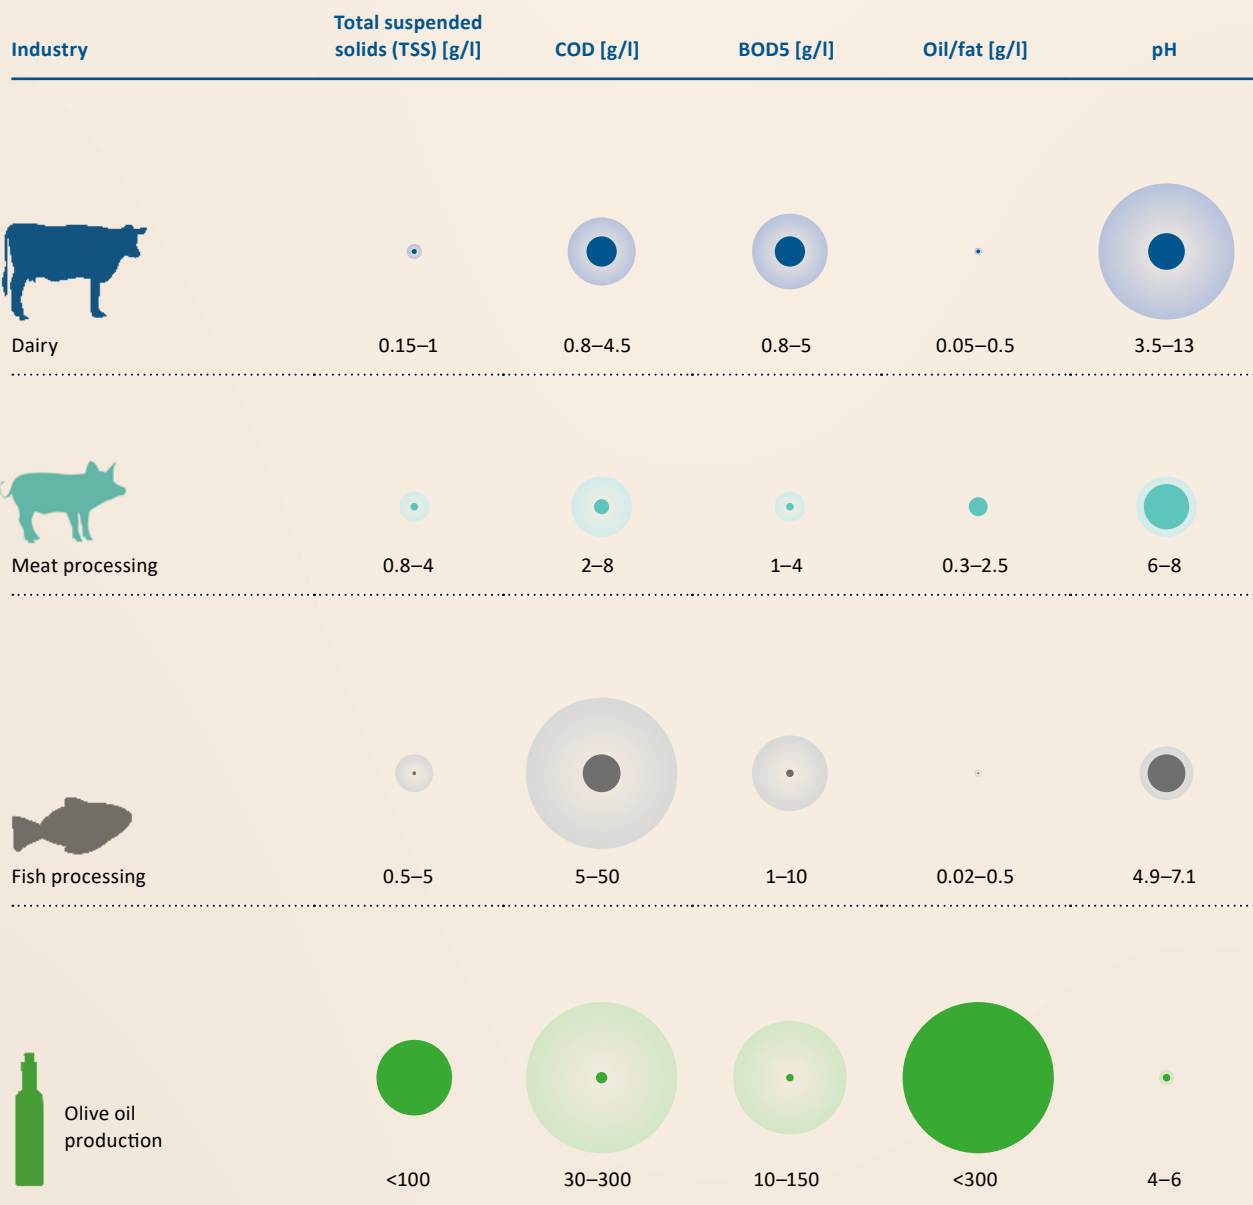 Industry
Total suspended
solids (TSS) [g/l]
COD [g/l]
BOD5 [g/l]
Oil/fat [g/l]
pH
Dairy
0.15–1
0.8–4.5
0.8–5
0.05–0.5
3.5–13
Meat processing
0.8–4
2–8
1–4
0.3–2.5
6–8
Fish processing
0.5–5
5–50
1–10
0.02–0.5
4.9–7.1
Olive oil
production
<100
30–300
10–150
<300
4–6